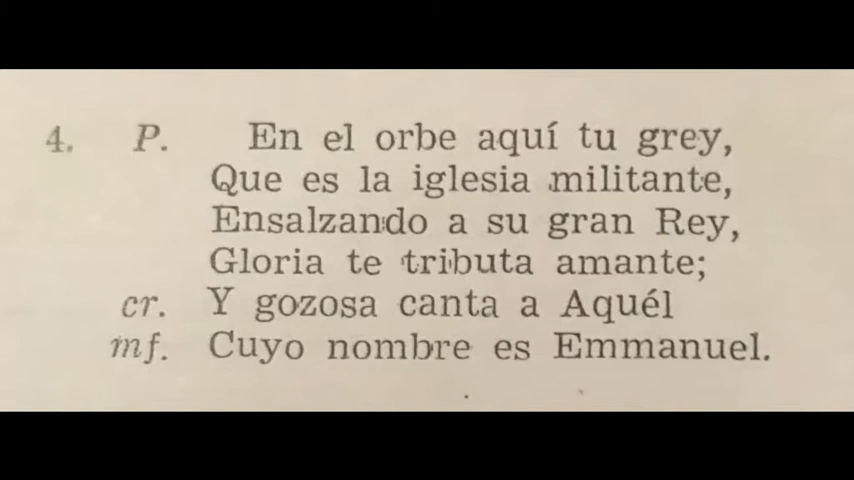 4. P. En el orbe aquí tu grey,
Que es la iglesia militante,
Ensalzando a su gran Rey,
Gloria te tributa amante;
cr. Y gozosa canta a Aquél
mf. Cuyo nombre es Emmanuel.